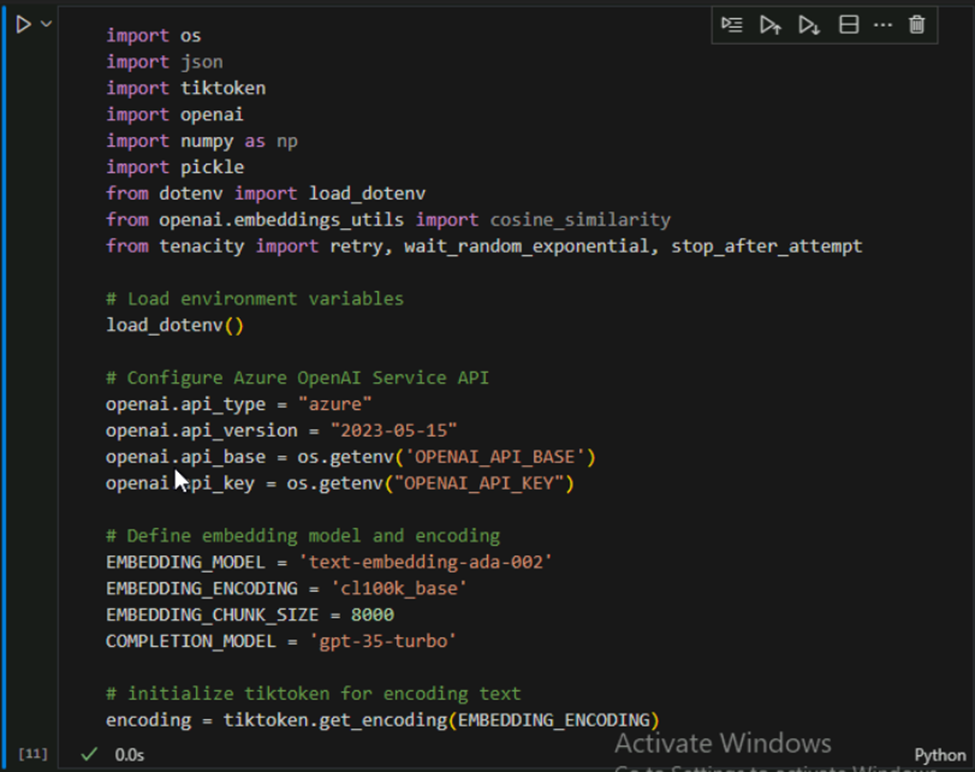 import os
import json
import tiktoken
import openai
import numpy as np
import pickle
from dotenv import load_dotenv
from openai.embeddings_utils import cosine_similarity
from tenacity import retry, wait_random_exponential, stop_after_attempt
# Load environment variables
load_dotenv()
# Configure Azure OpenAI Service API
openai.api_type = "azure"
openai.api_version = "2023-05-15"
openai.api_base = os.getenv('OPENAI_API_BASE')
openai.api_key = os.getenv("OPENAI_API_KEY")
# Define embedding model and encoding
EMBEDDING_MODEL = 'text-embedding-ada-002'
EMBEDDING_ENCODING = 'cl100k_base'
EMBEDDING_CHUNK_SIZE = 8000
COMPLETION_MODEL = 'gpt-35-turbo'
# initialize tiktoken for encoding text
encoding = tiktoken.get_encoding(EMBEDDING_ENCODING)
[11] 0.0s Python
Activate Windows
Go to Settings to activate Windows